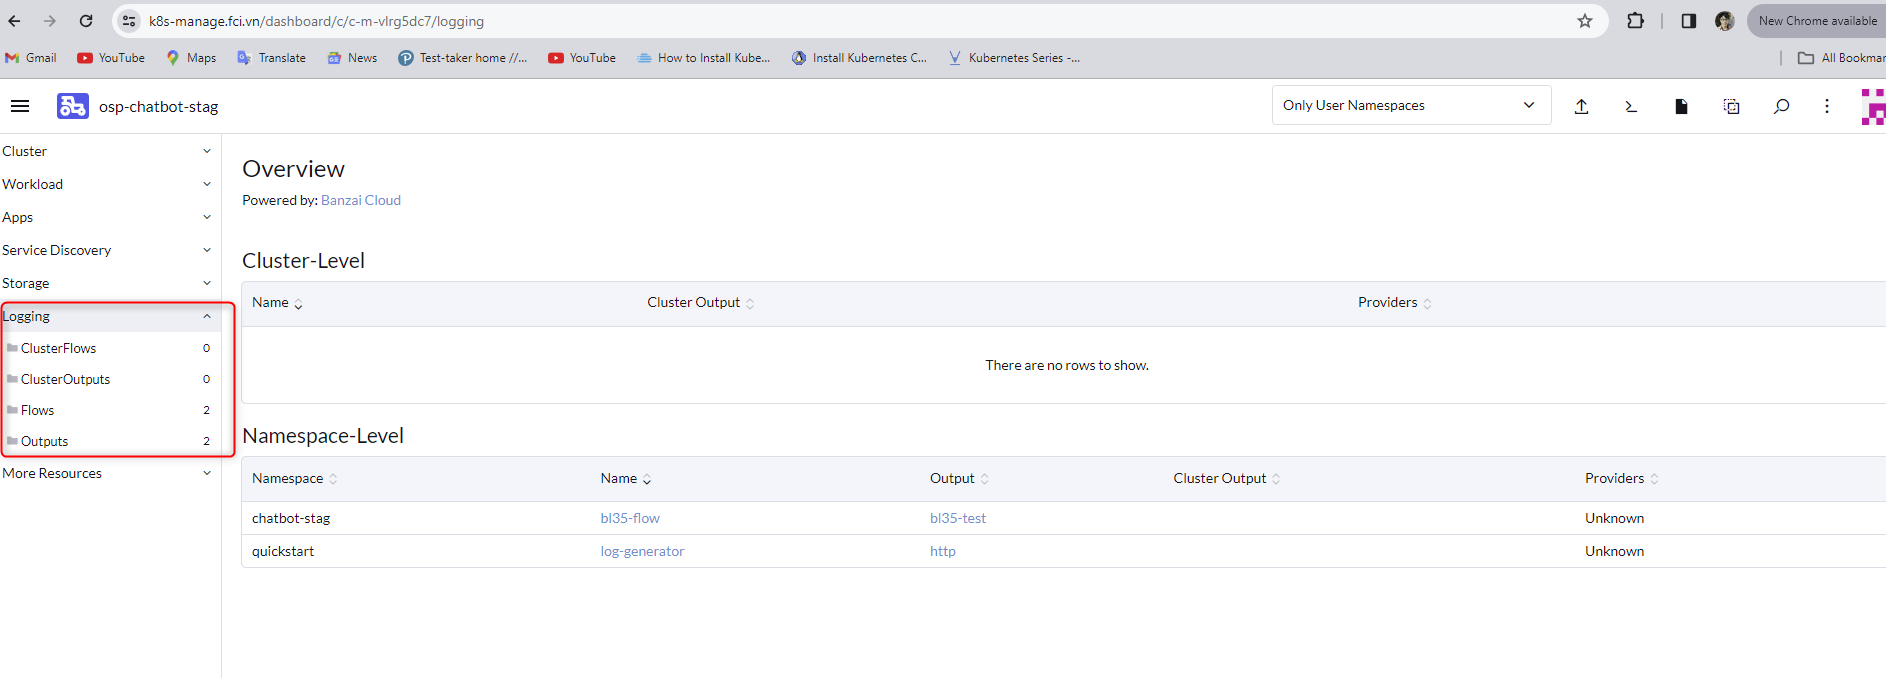 k8s-manage.fci.vn/dashboard/c/c-m-vlrg5dc7/logging
New Chrome available
Gmail YouTube Maps Translate News Test-taker home //... YouTube How to Install Kube... Install Kubernetes C... Kubernetes Series -... All Bookmar
osp-chatbot-stag
Only User Namespaces
Cluster
Workload
Apps
Service Discovery
Storage
Logging
ClusterFlows 0
ClusterOutputs 0
Flows 2
Outputs 2
More Resources
Overview
Powered by: Banzai Cloud
Cluster-Level
Name Cluster Output Providers
There are no rows to show.
Namespace-Level
Namespace Name Output Cluster Output Providers
chatbot-stag bl35-flow bl35-test Unknown
quickstart log-generator http Unknown